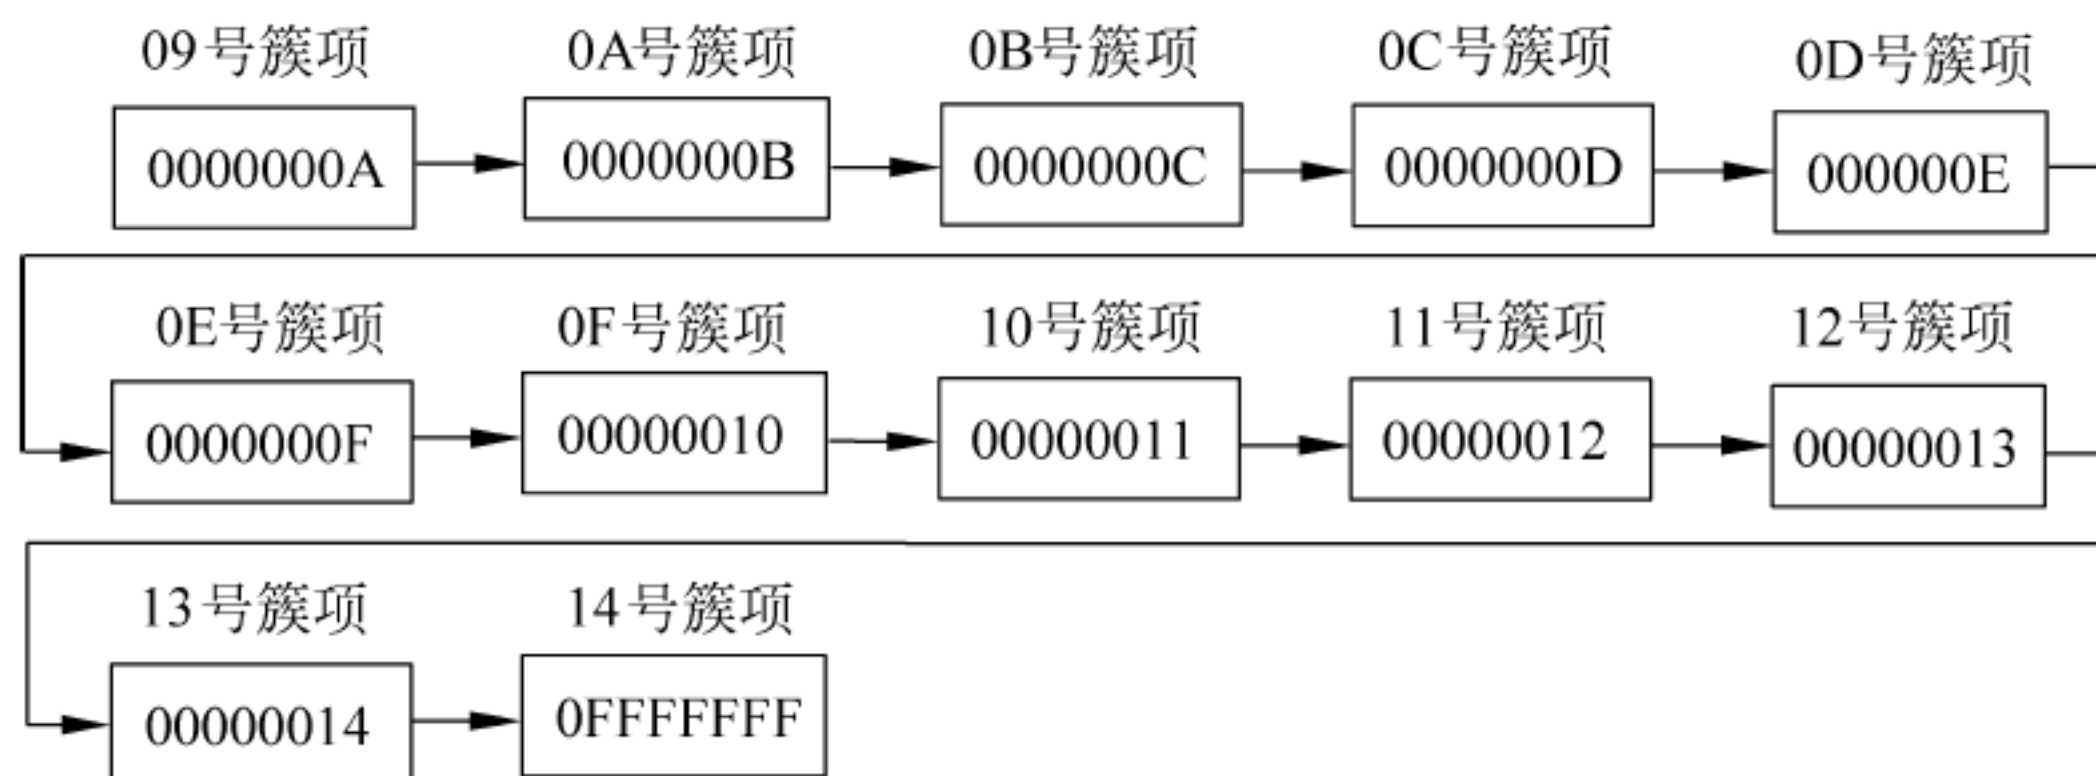 09号簇项 0A号簇项 0B号簇项 0C号簇项 0D号簇项
0000000A 0000000B 0000000C 0000000D 000000E
0E号簇项 0F号簇项 10号簇项 11号簇项 12号簇项
0000000F 00000010 00000011 00000012 00000013
13号簇项 14号簇项
00000014 0FFFFFFF